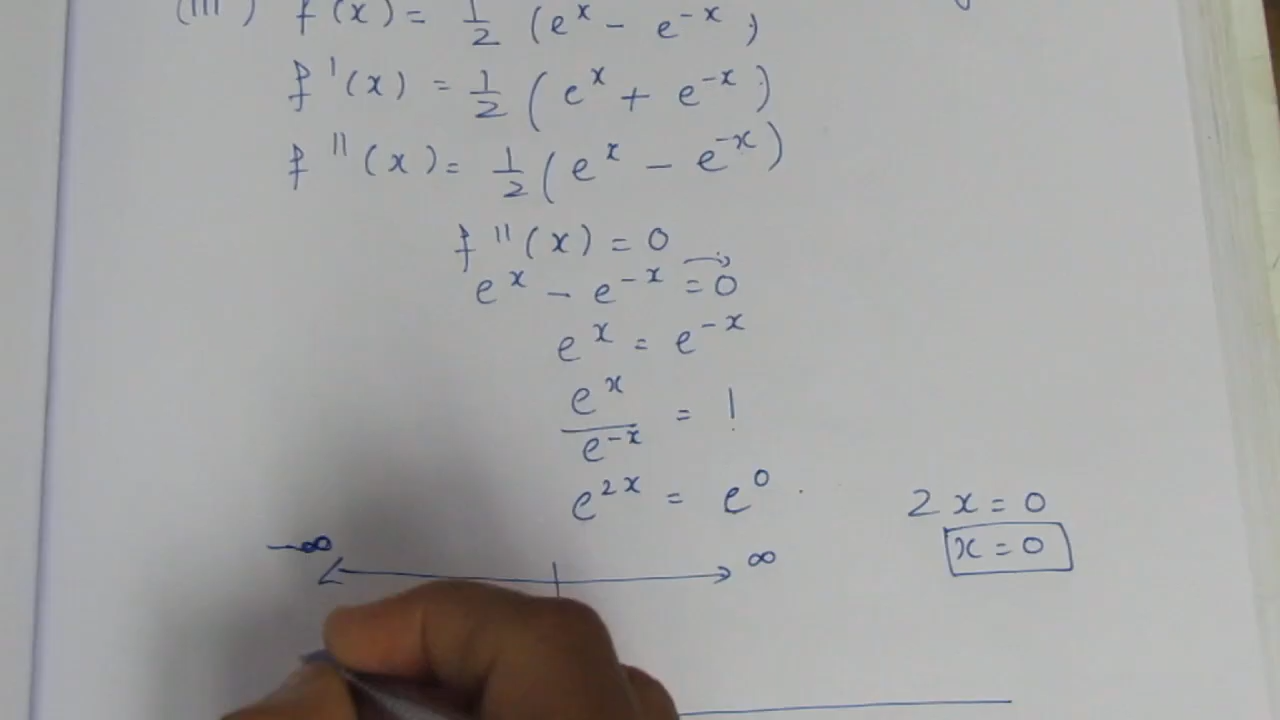 (III) f(x) = 1/2 (e^x - e^-x)
f'(x) = 1/2 (e^x + e^-x)
f''(x) = 1/2 (e^x - e^-x)
f''(x) = 0
e^x - e^-x = 0
e^x = e^-x
e^x/e^-x = 1
e^2x = e^0 .
2x = 0
x = 0
-∞ ∞